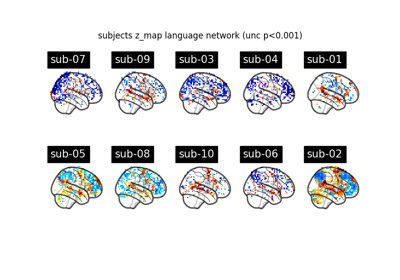 subjects z_map language network (unc p<0.001)
sub-07 sub-09 sub-03 sub-04 sub-01
sub-05 sub-08 sub-10 sub-06 sub-02